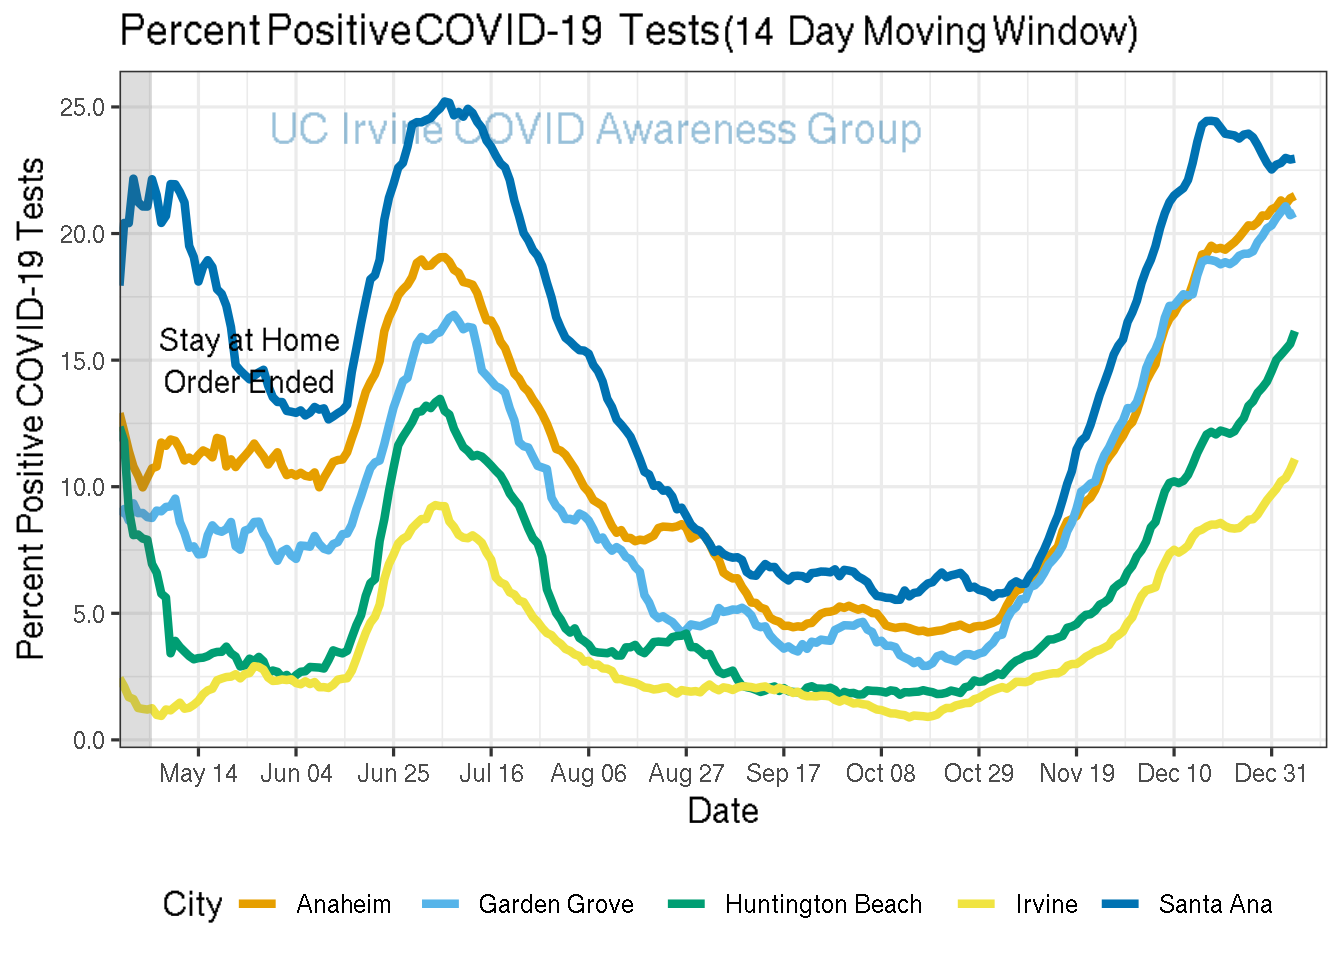 Percent Positive COVID-19 Tests (14 Day Moving Window)
UC Irvine COVID Awareness Group
Percent Positive COVID-19 Tests
25.0
20.0
15.0
10.0
5.0
0.0
Stay at Home
Order Ended
May 14 Jun 04 Jun 25 Jul 16 Aug 06 Aug 27 Sep 17 Oct 08 Oct 29 Nov 19 Dec 10 Dec 31
Date
City Anaheim Garden Grove Huntington Beach Irvine Santa Ana